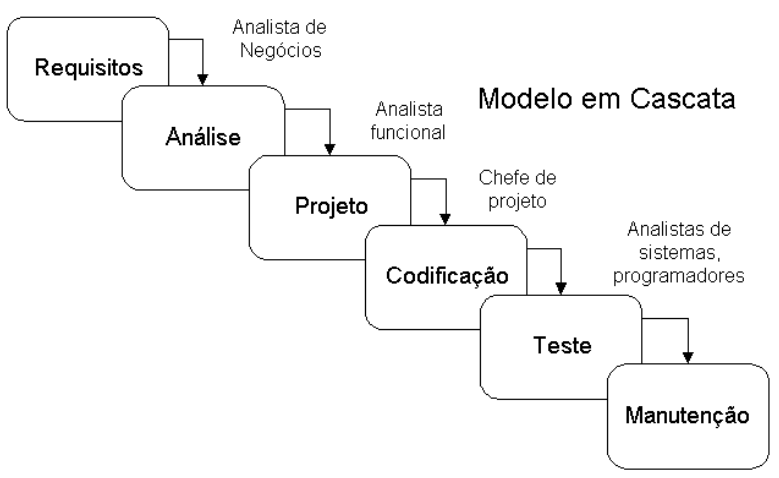 Analista de
Negócios
Requisitos
Modelo em Cascata
Analista
funcional
Análise
Chefe de
projeto
Projeto
Analistas de
sistemas,
programadores
Codificação
Teste
Manutenção